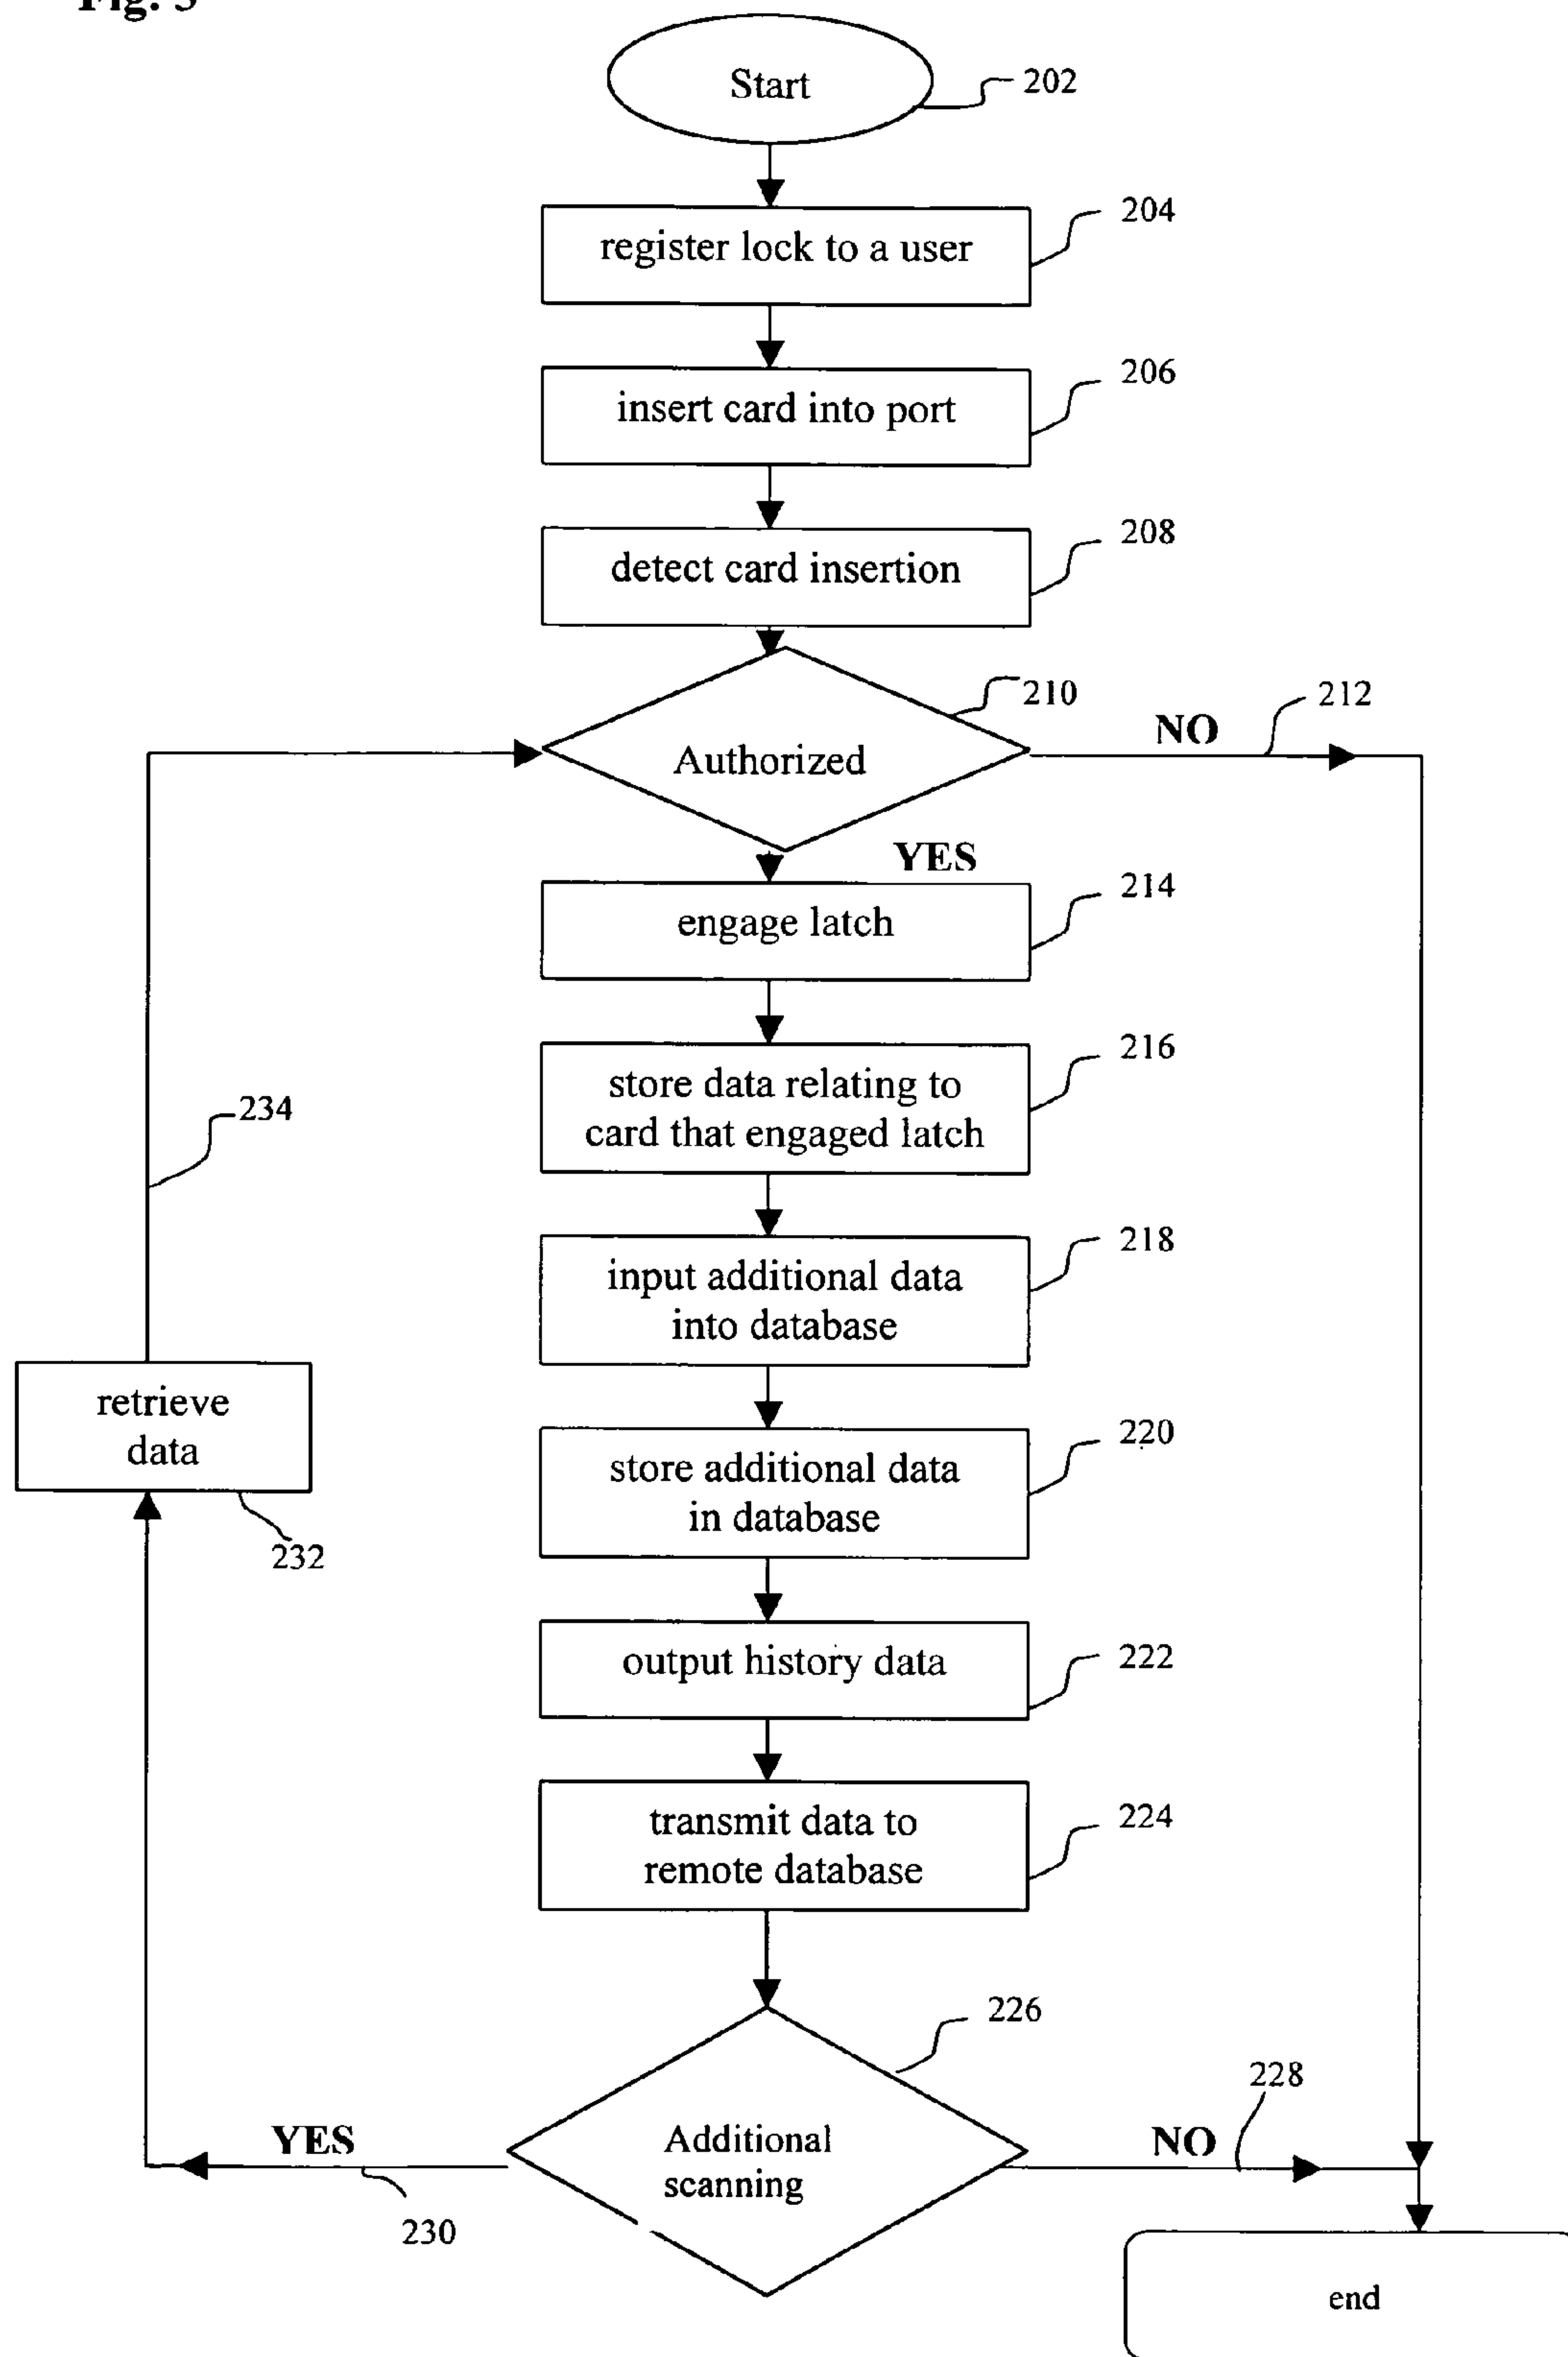 Fig. 3
Start
202
register lock to a user
204
insert card into port
206
detect card insertion
208
Authorized
210
NO
212
YES
engage latch
214
store data relating to
card that engaged latch
216
234
input additional data
into database
218
retrieve
data
232
store additional data
in database
220
output history data
222
transmit data to
remote database
224
226
Additional
scanning
YES
230
NO
228
end